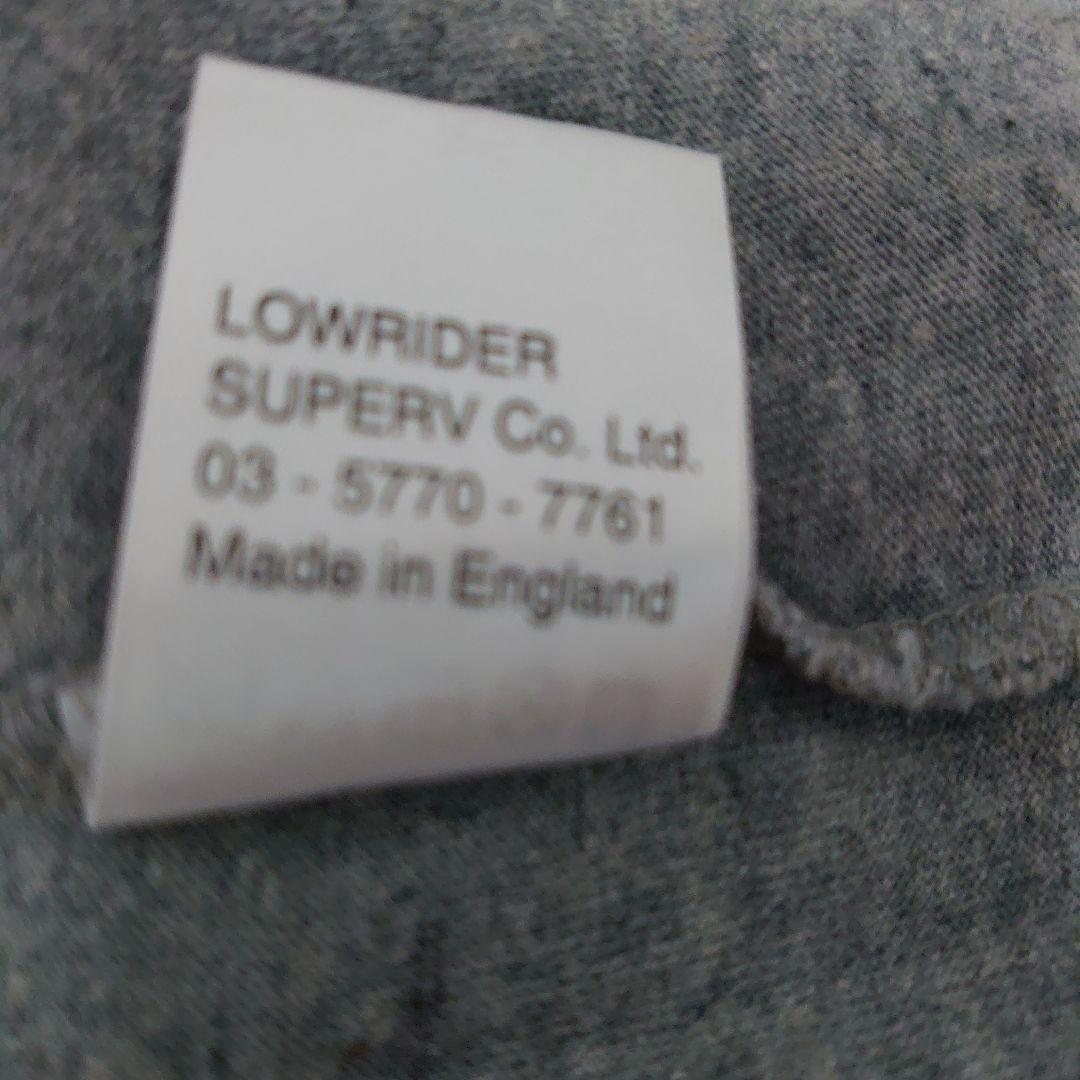 LOWRIDER
SUPERV Co. Ltd.
03 - 5770 - 7761
Made in England